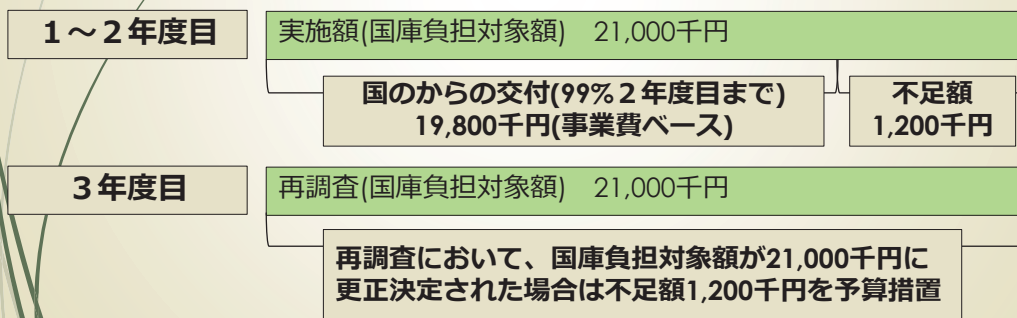 １～２年度目
実施額(国庫負担対象額)　21,000千円
国のからの交付(99%２年度目まで)
19,800千円(事業費ベース)
不足額
1,200千円
３年度目
再調査(国庫負担対象額)　21,000千円
再調査において、国庫負担対象額が21,000千円に
更正決定された場合は不足額1,200千円を予算措置